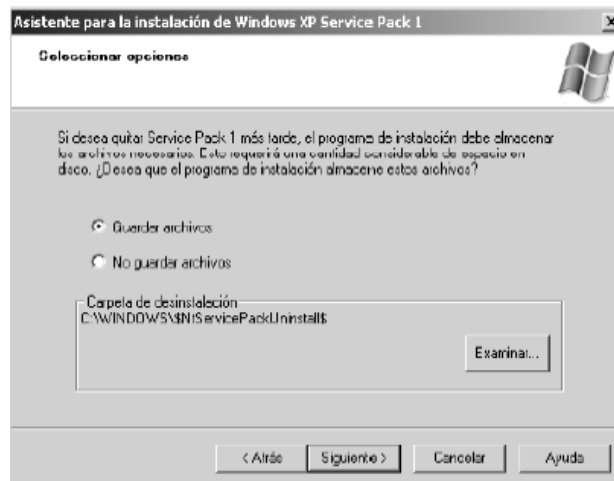 Asistente para la instalación de Windows XP Service Pack 1
Seleccionar opciones
Si desea quitar Service Pack 1 más tarde, el programa de instalación debe almacenar
los archivos necesarios. Esto requerirá una cantidad considerable de espacio en
disco. ¿Desea que el programa de instalación almacene estos archivos?
Guardar archivos
No guardar archivos
Carpeta de desinstalación
C:\WINDOWS\$NtServicePackUninstall$
Examinar...
< Atrás
Siguiente >
Cancelar
Ayuda